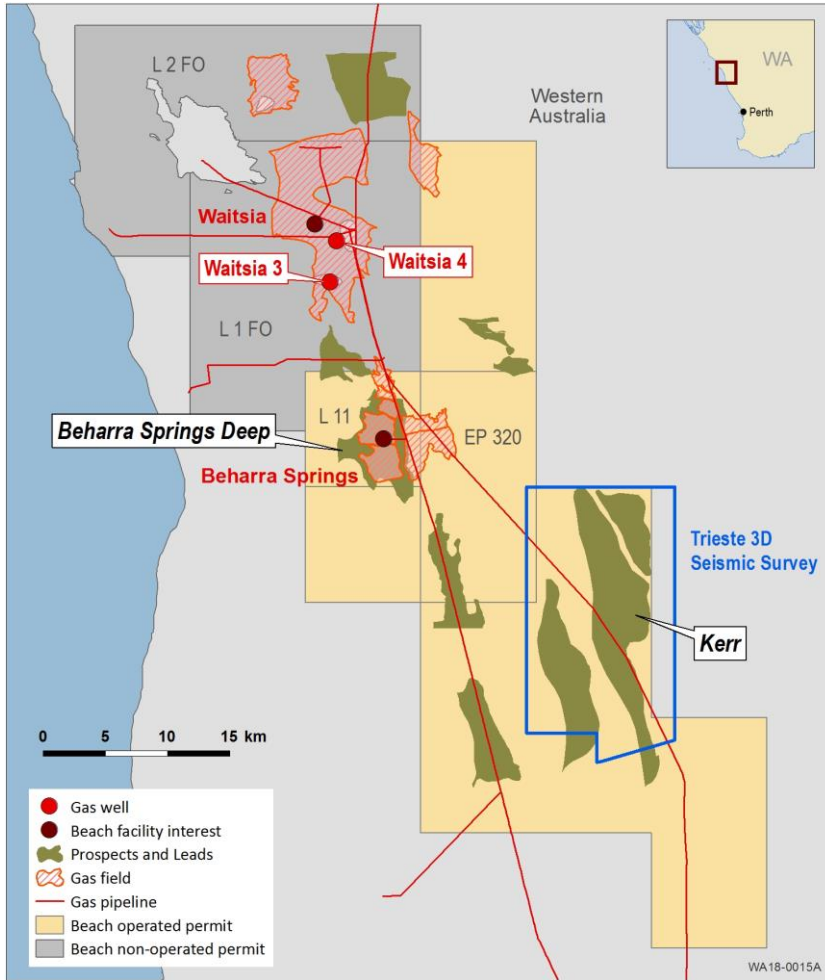 L 2 FO
Western
Australia
WA
Perth
Waitsia
Waitsia 3
Waitsia 4
L 1 FO
L 11
Beharra Springs Deep
EP 320
Beharra Springs
Trieste 3D
Seismic Survey
Kerr
0 5 10 15 km
Gas well
Beach facility interest
Prospects and Leads
Gas field
Gas pipeline
Beach operated permit
Beach non-operated permit
WA18-0015A